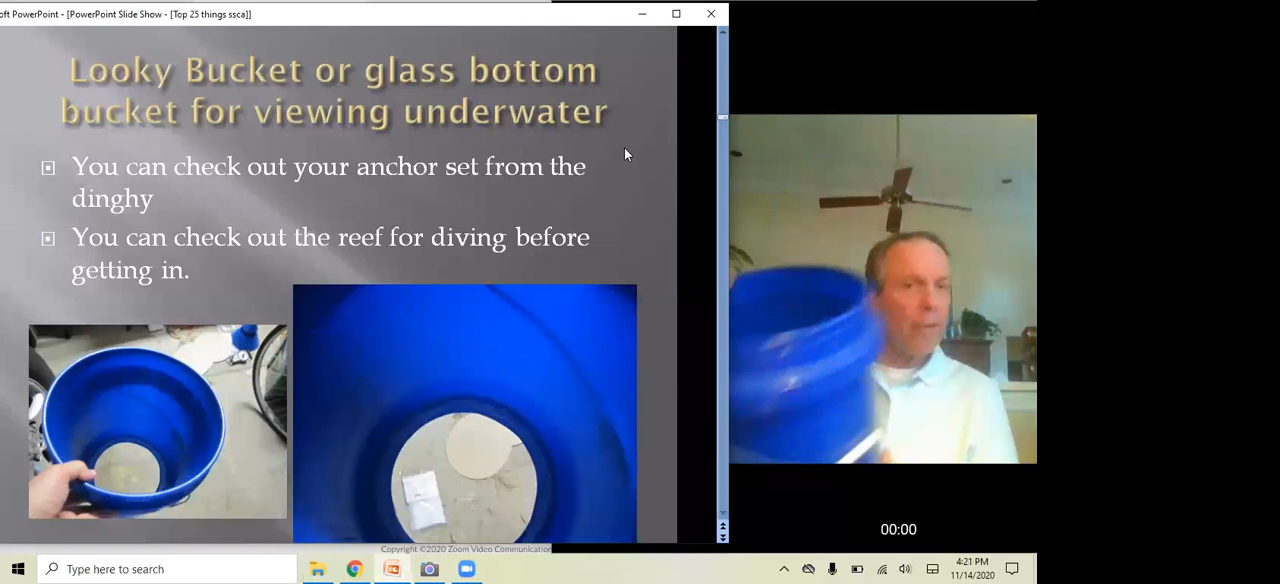 oft PowerPoint - [PowerPoint Slide Show - [Top 25 things ssca]]
Looky Bucket or glass bottom
bucket for viewing underwater
You can check out your anchor set from the
dinghy
You can check out the reef for diving before
getting in.
00:00
Copyright ©2020 Zoom Video Communication
Type here to search
4:21 PM
11/14/2020